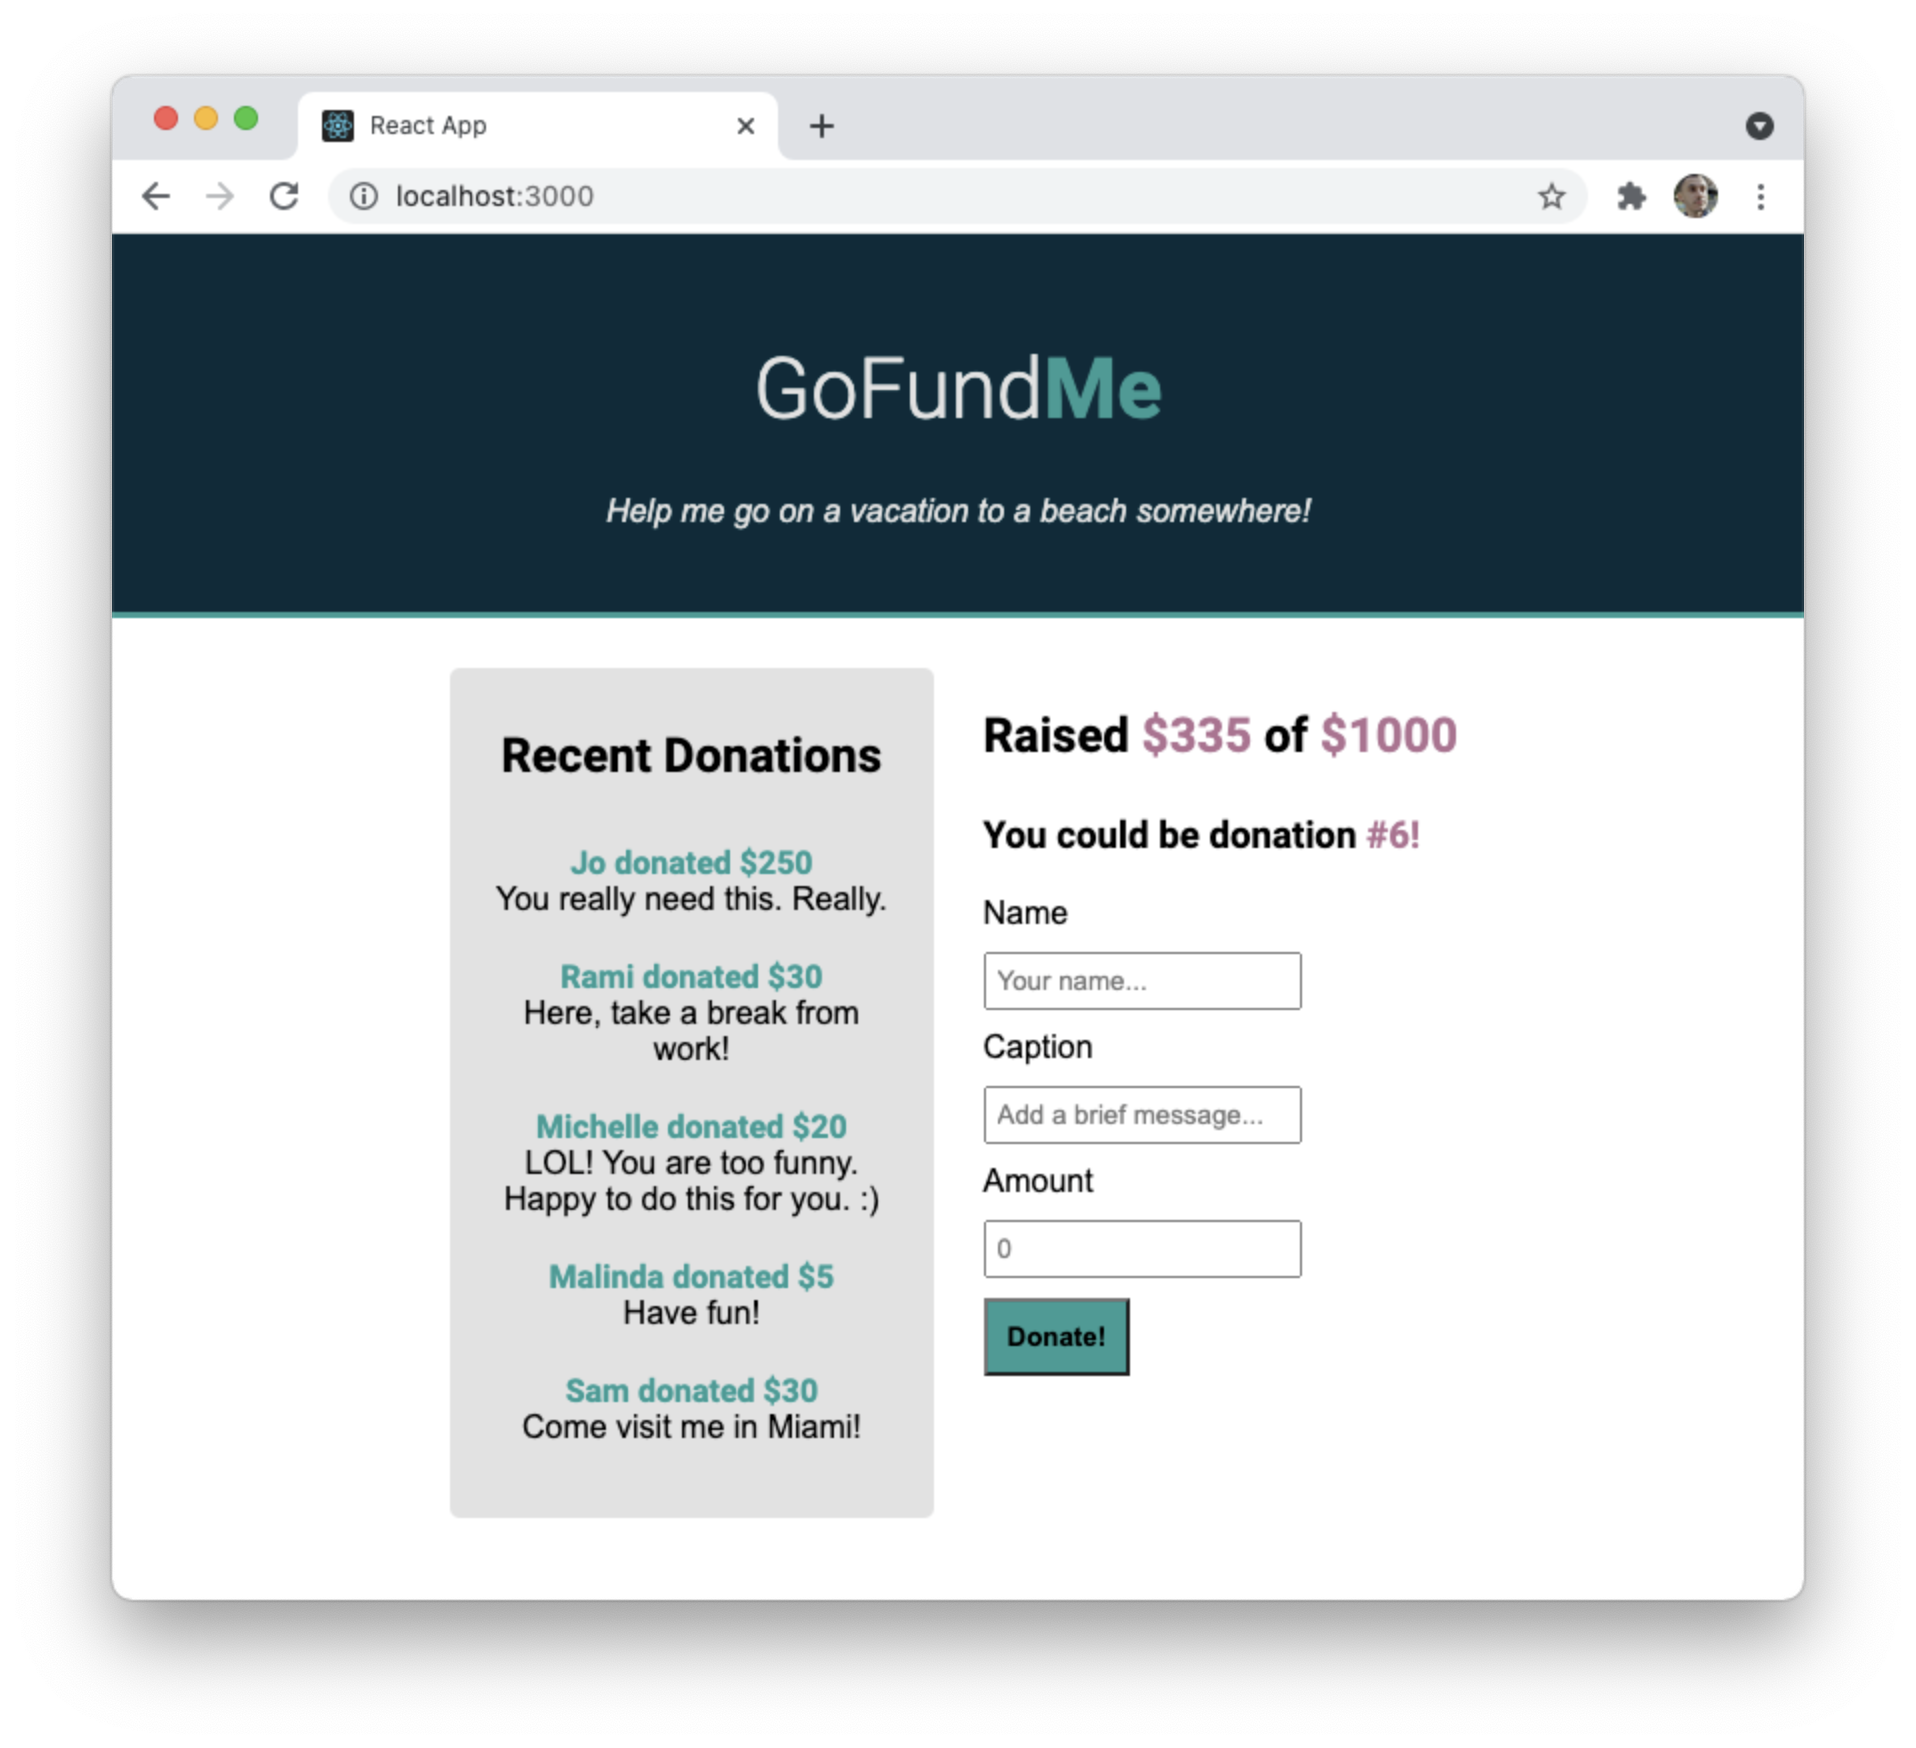 React App
localhost:3000
GoFundMe
Help me go on a vacation to a beach somewhere!
Recent Donations
Jo donated $250
You really need this. Really.
Rami donated $30
Here, take a break from
work!
Michelle donated $20
LOL! You are too funny.
Happy to do this for you. :)
Malinda donated $5
Have fun!
Sam donated $30
Come visit me in Miami!
Raised $335 of $1000
You could be donation #6!
Name
Your name...
Caption
Add a brief message...
Amount
0
Donate!